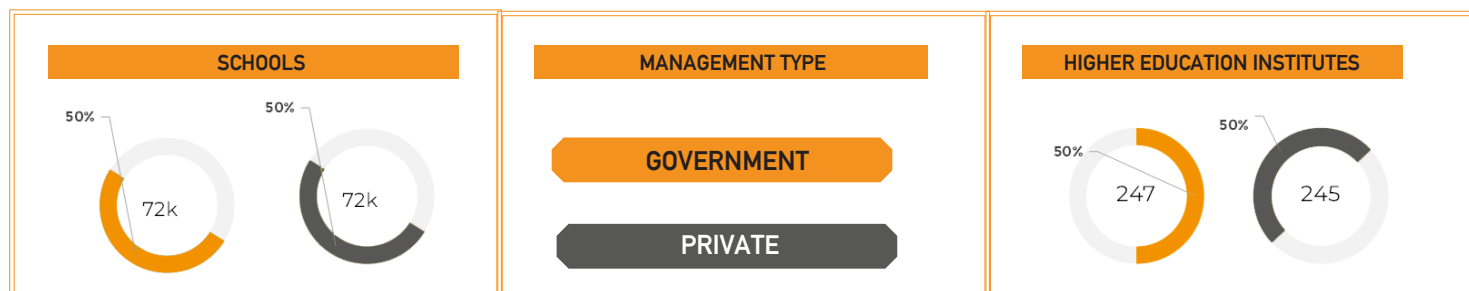 SCHOOLS
50%
50%
72k
72k
MANAGEMENT TYPE
GOVERNMENT
PRIVATE
HIGHER EDUCATION INSTITUTES
50%
50%
247
245